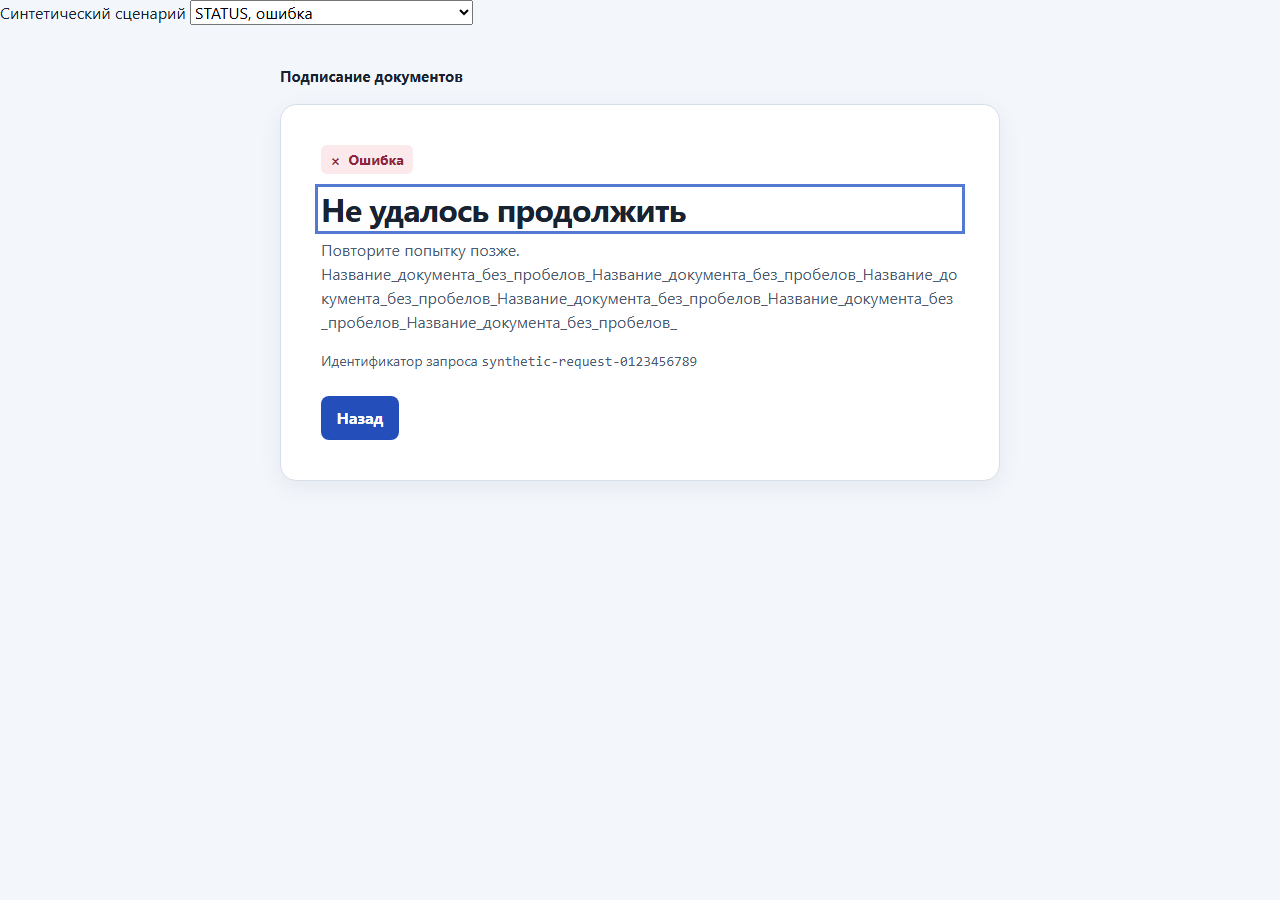 Синтетический сценарий STATUS, ошибка
Подписание документов
× Ошибка
Не удалось продолжить
Повторите попытку позже.
Название_документа_без_пробелов_Название_документа_без_пробелов_Название_до
кумента_без_пробелов_Название_документа_без_пробелов_Название_документа_без
_пробелов_Название_документа_без_пробелов_
Идентификатор запроса synthetic-request-0123456789
Назад